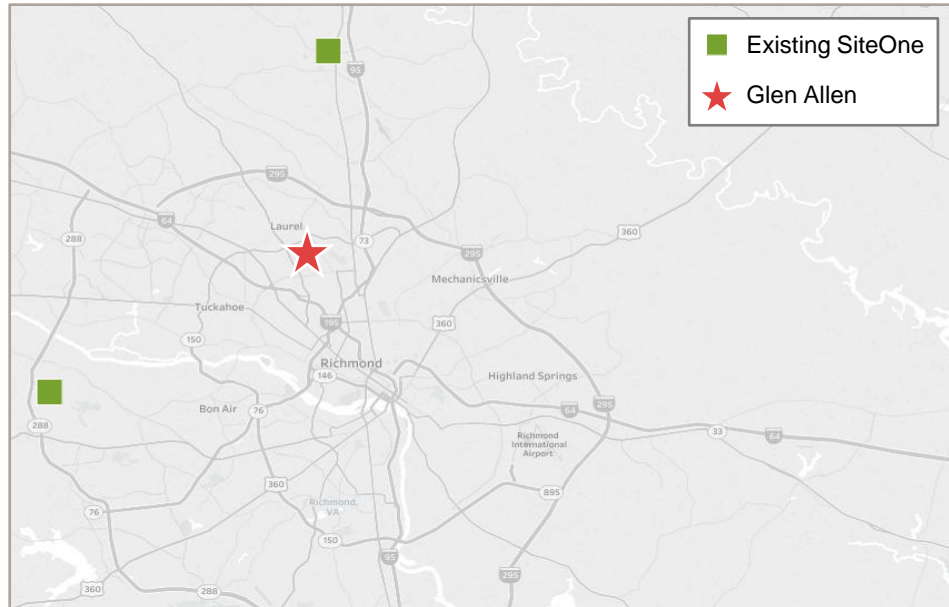 Existing SiteOne
Glen Allen
95
295
Laurel
64
288
73
360
295
Mechanicsville
Tuckahoe
195
150
360
Richmond
146
Highland Springs
Bon Air
76
64
295
288
33
64
Richmond
International
Airport
360
895
Richmond,
VA
76
150
95
295
360
288